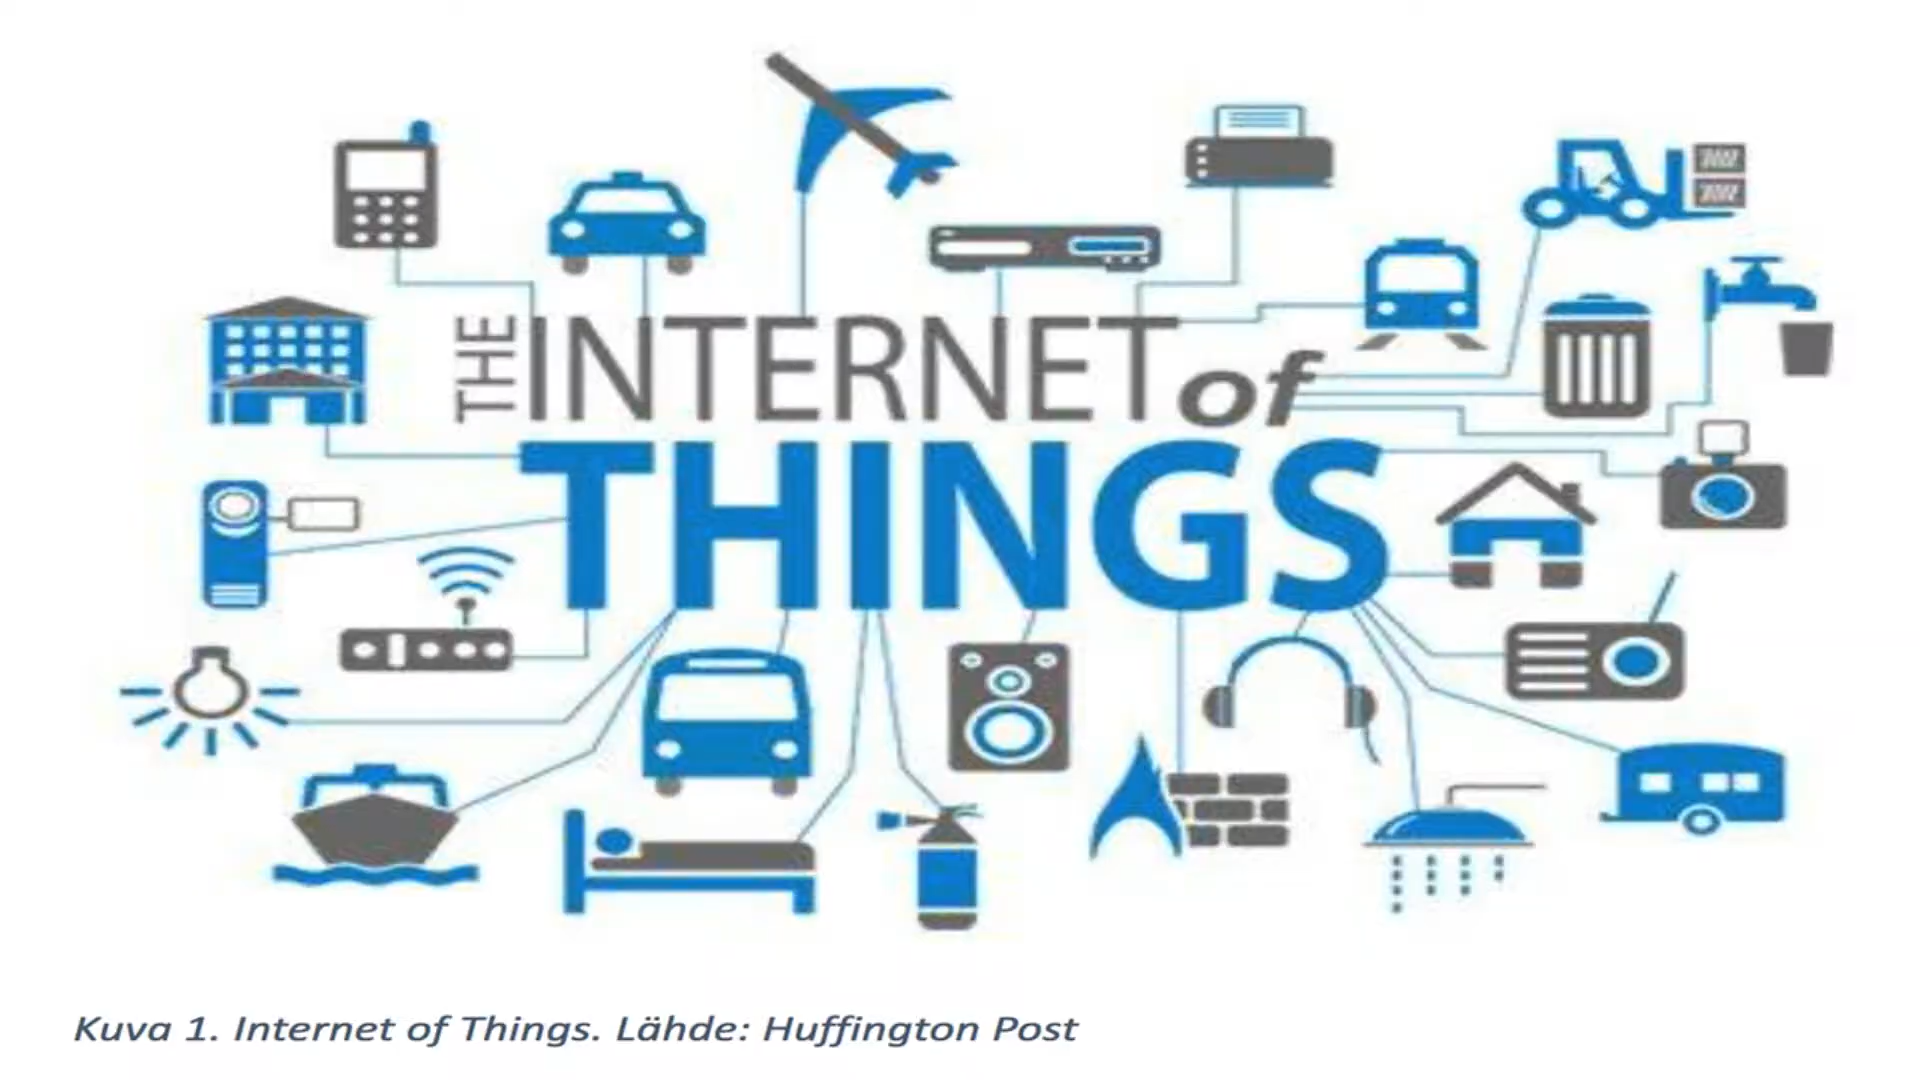 THE INTERNET of
THINGS
Kuva 1. Internet of Things. Lähde: Huffington Post